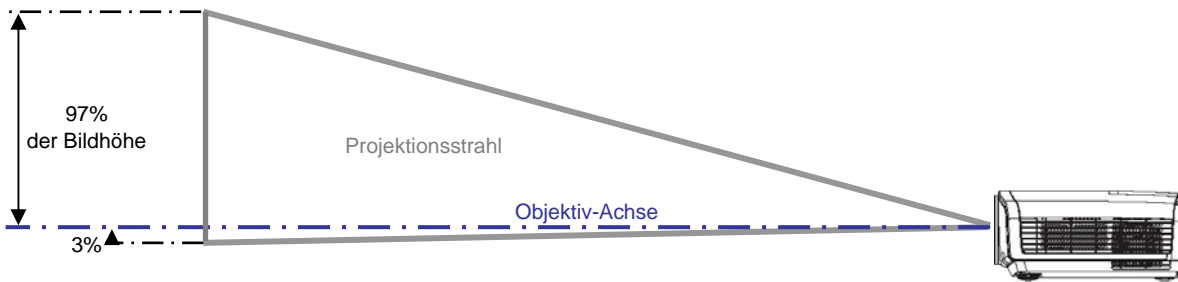 97%
der Bildhöhe
Projektionsstrahl
Objektiv-Achse
3%